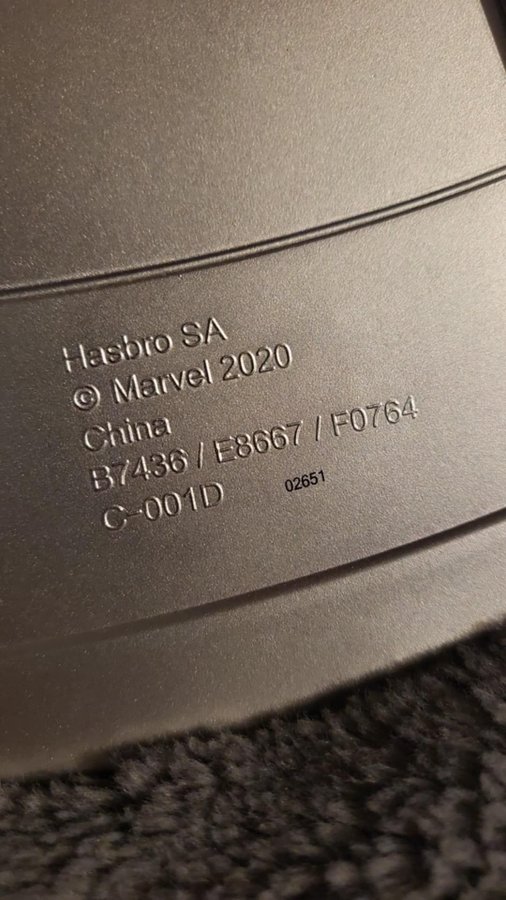 Hasbro SA
© Marvel 2020
China
B7436 / E8667 / F0764
C-001D 02651